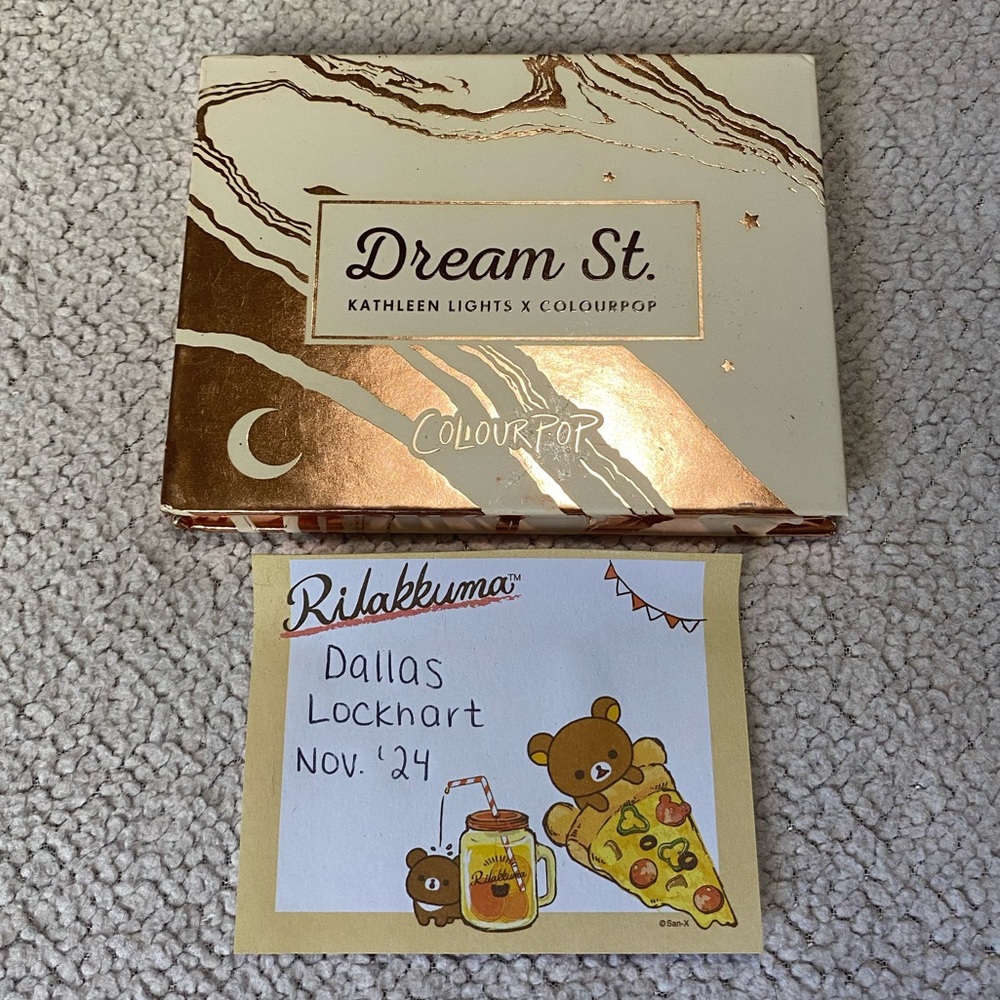 Dream St.
KATHLEEN LIGHTS X COLOURPOP
COLOURPOP
Rilakkuma™
Dallas
Lockhart
Nov. '24
Rilakkuma
©San-X